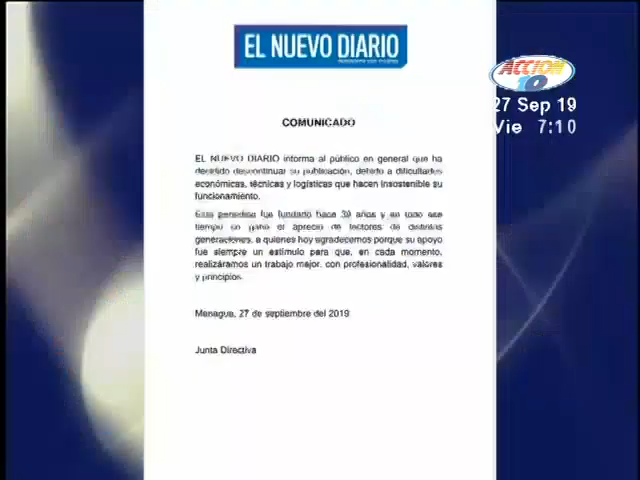 EL NUEVO DIARIO
ACCION
10
27 Sep 19
Vie 7:10
COMUNICADO
EL NUEVO DIARIO informa al público en general que ha
decidido descontinuar su publicación, debido a dificultades
económicas, técnicas y logísticas que hacen insostenible su
funcionamiento.
Este periódico fue fundado hace 39 años y en todo ese
tiempo se ganó el aprecio de lectores de distintas
generaciones, a quienes hoy agradecemos porque su apoyo
fue siempre un estímulo para que, en cada momento,
realizáramos un trabajo mejor, con profesionalidad, valores
y principios.
Managua, 27 de septiembre del 2019
Junta Directiva